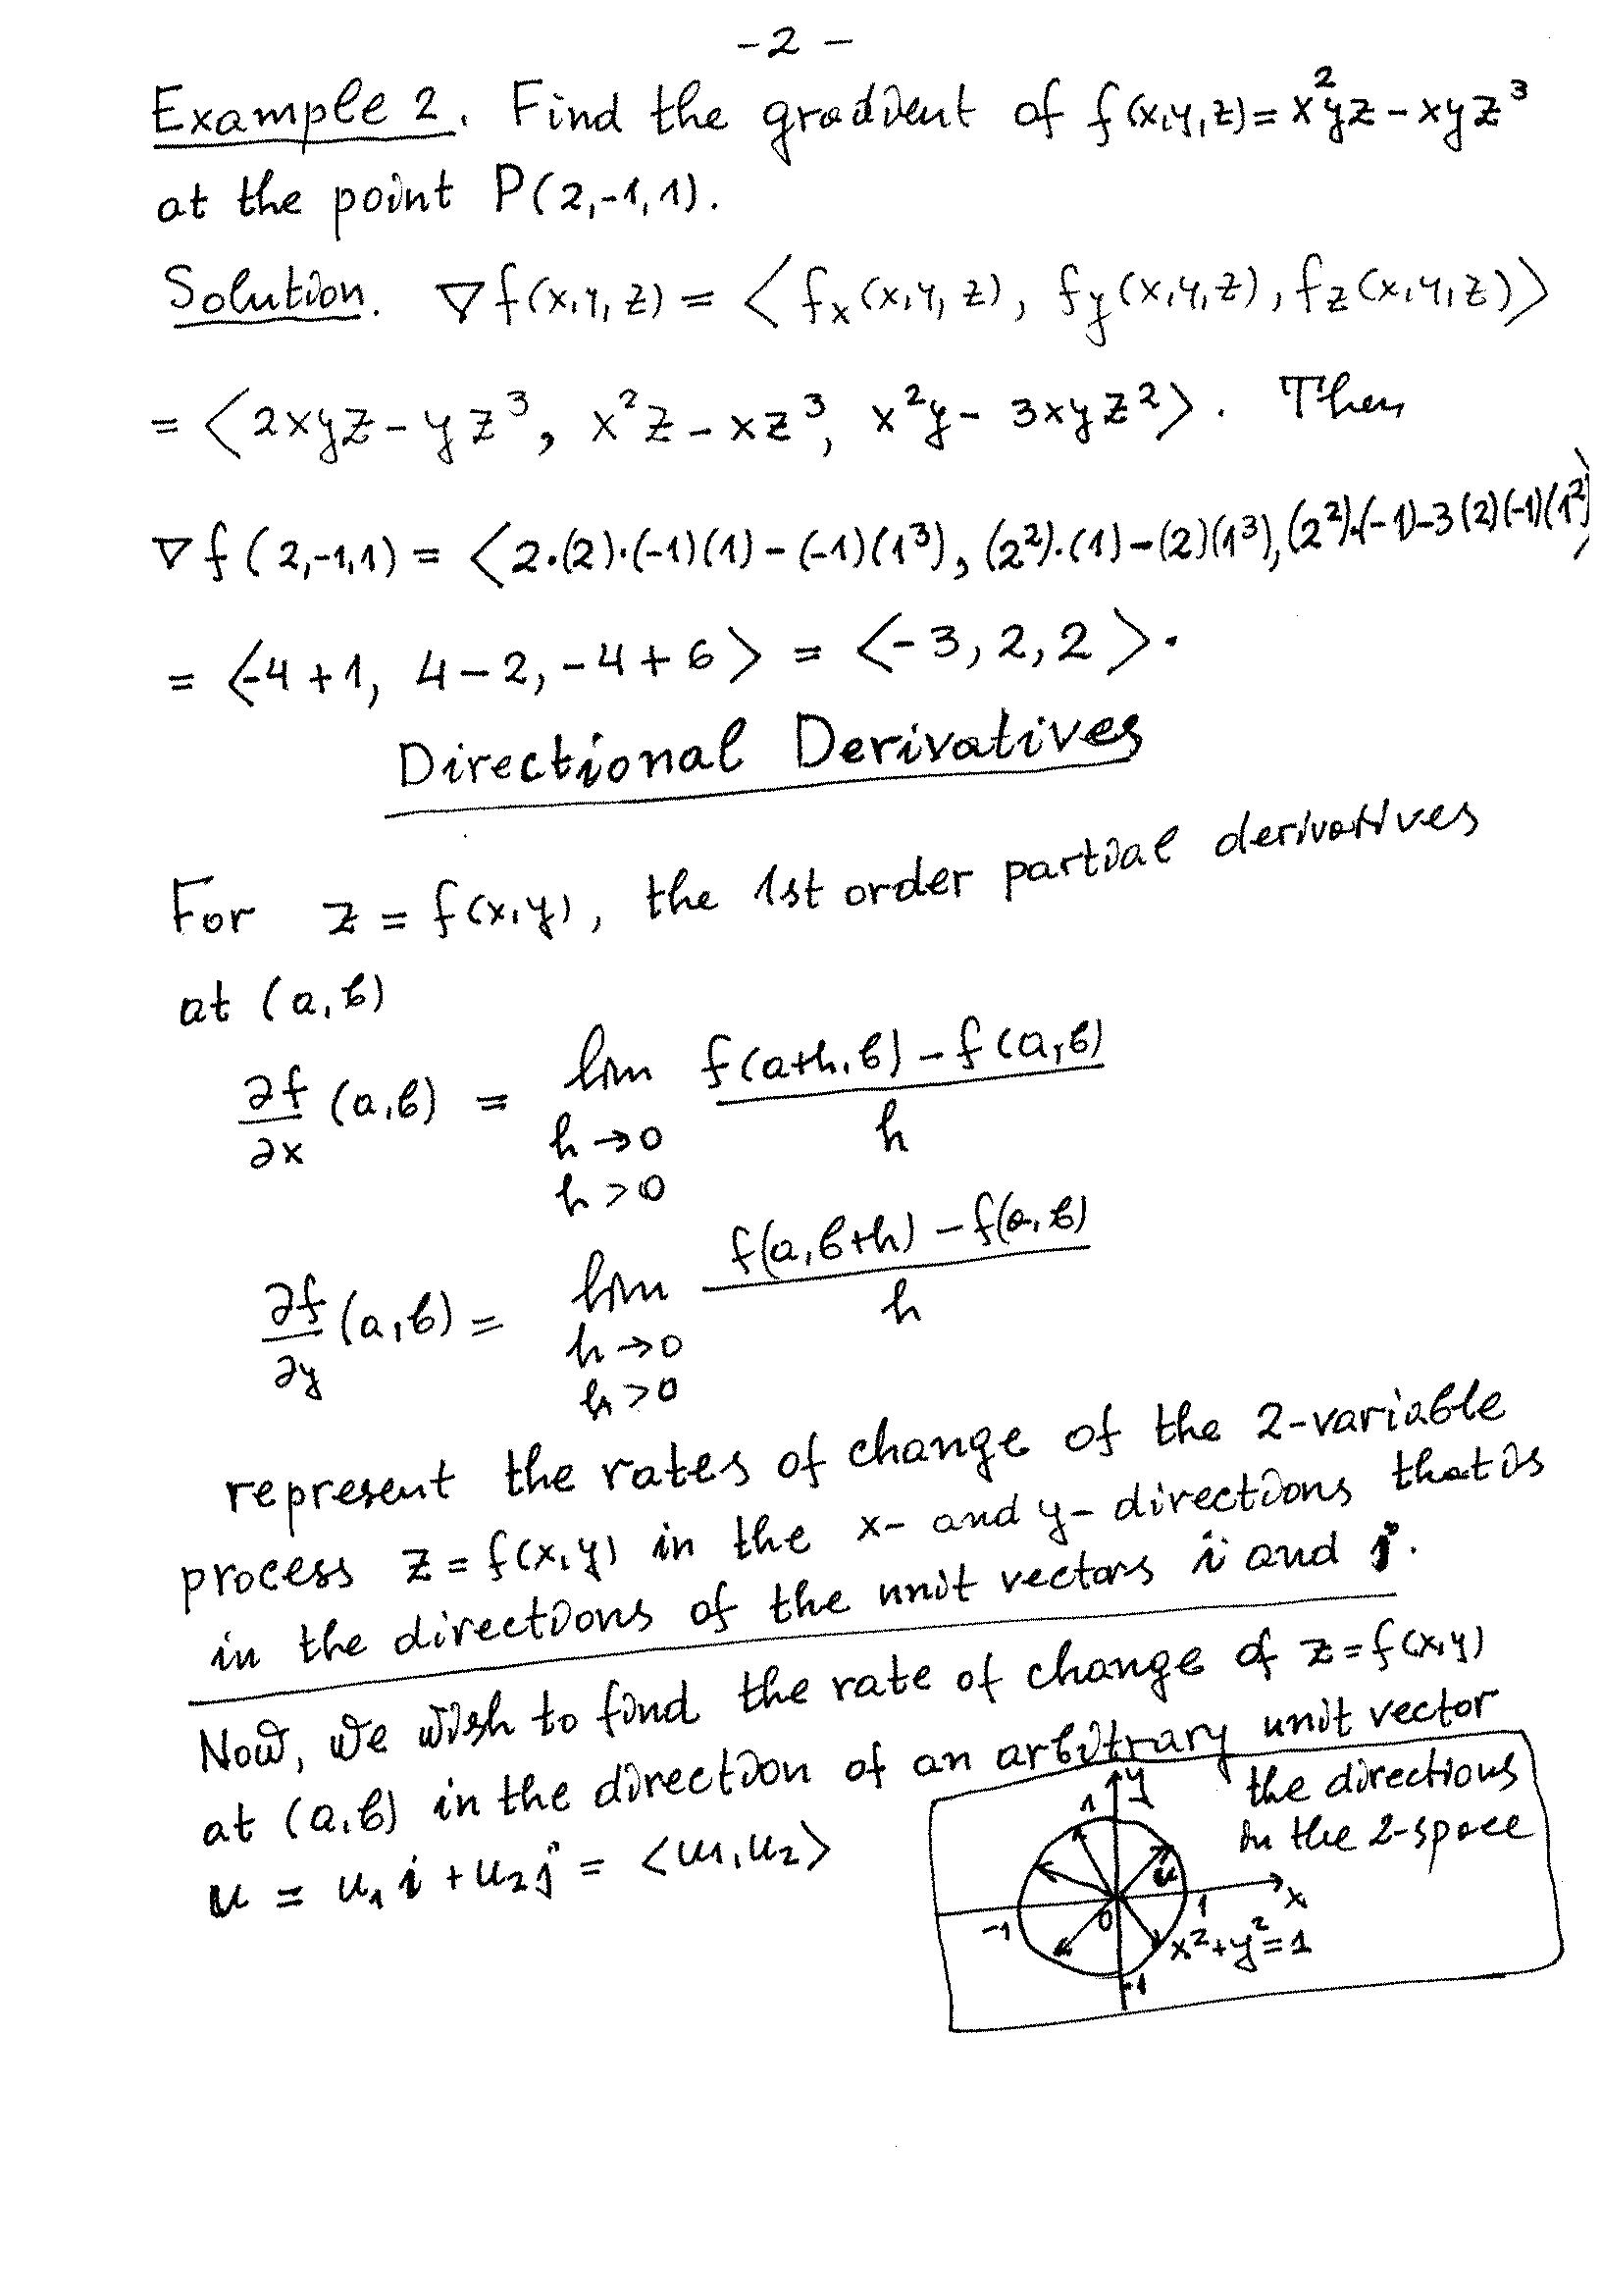 -2-
Example 2. Find the gradient of f(x,y,z)=x²yz-xyz³
at the point P(2,-1,1).
Solution. ∇f(x,y,z) = ⟨fₓ(x,y,z), f_y(x,y,z), f_z(x,y,z)⟩
= ⟨2xyz-yz³, x²z-xz³, x²y-3xyz²⟩. Then
∇f(2,-1,1) = ⟨2·(2)·(-1)(1)-(-1)(1³), (2²)·(1)-(2)(1³), (2²)·(-1)-3(2)(-1)(1²)⟩
= ⟨-4+1, 4-2, -4+6⟩ = ⟨-3,2,2⟩.
Directional Derivatives
For z = f(x,y), the 1st order partial derivatives
at (a,b)
∂f/∂x (a,b) = lim h→0 h>0 (f(a+h,b)-f(a,b))/h
∂f/∂y (a,b) = lim h→0 h>0 (f(a,b+h)-f(a,b))/h
represent the rates of change of the 2-variable
process z=f(x,y) in the x- and y-directions that is
in the directions of the unit vectors i and j.
Now, we wish to find the rate of change of z=f(x,y)
at (a,b) in the direction of an arbitrary unit vector
u = u₁i+u₂j = ⟨u₁,u₂⟩
the directions
in the 2-space
y
1
u
-1
0
1
x
x²+y²=1
-1